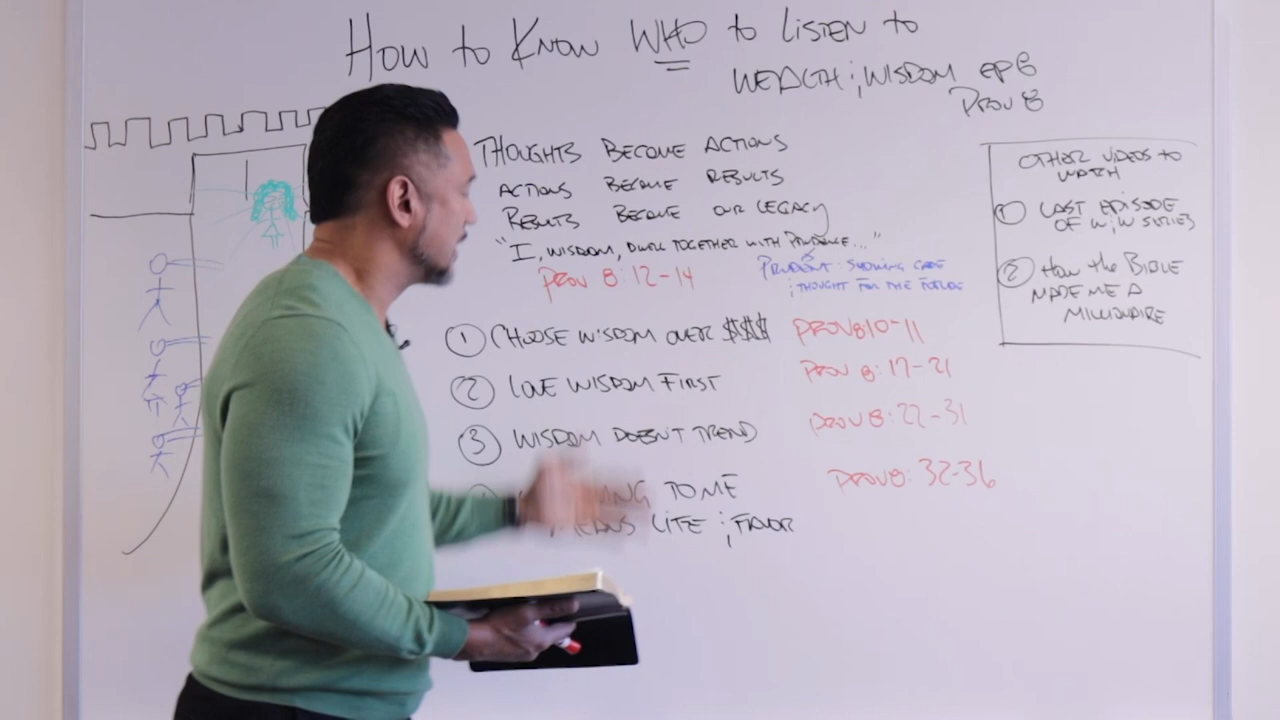 How to Know WHO to Listen to
WEALTH ; WISDOM EP 6
PROV 8
THOUGHTS BECOME ACTIONS
ACTIONS BECOME RESULTS
RESULTS BECOME OUR LEGACY
"I, WISDOM, DWELL TOGETHER WITH PRUDENCE..."
PROV 8:12-14
PRUDENT: SHOWING CARE
; THOUGHT FOR THE FUTURE
① CHOOSE WISDOM OVER $$$$ PROV 8:10-11
② LOVE WISDOM FIRST PROV 8:17-21
③ WISDOM DOESN'T TREND PROV 8:22-31
TO ME PROV 8:32-36
MEANS LIFE ; FAVOR
OTHER VIDEOS TO
WATCH
① LAST EPISODE
OF W;W SERIES
② How the BIBLE
MADE ME A
MILLIONAIRE